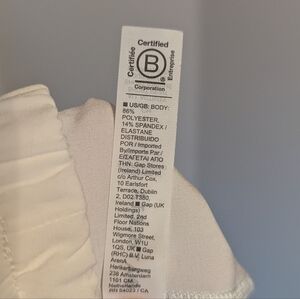 Certified
Certifiée
B
Entreprise
Corporation
■ US/GB: BODY:
86%
POLYESTER,
14% SPANDEX /
ELASTANE
DISTRIBUIDO
POR / Imported
By/Importé Par /
ΕΙΣΑΓΕΤΑΙ ΑΠΟ
ΤΗΝ: Gap Stores
(Ireland) Limited
c/o Arthur Cox,
10 Earlsfort
Terrace, Dublin
2, D02 T380,
Ireland ■ Gap (UK
Holdings)
Limited, 2nd
Floor Nations
House, 103
Wigmore Street,
London, W1U
1QS, UK ■ Gap
(RHC) B.V. Luna
ArenA
Herikerbergweg
238 Amsterdam
1101 CM
Netherlands
RN 54023 / CA